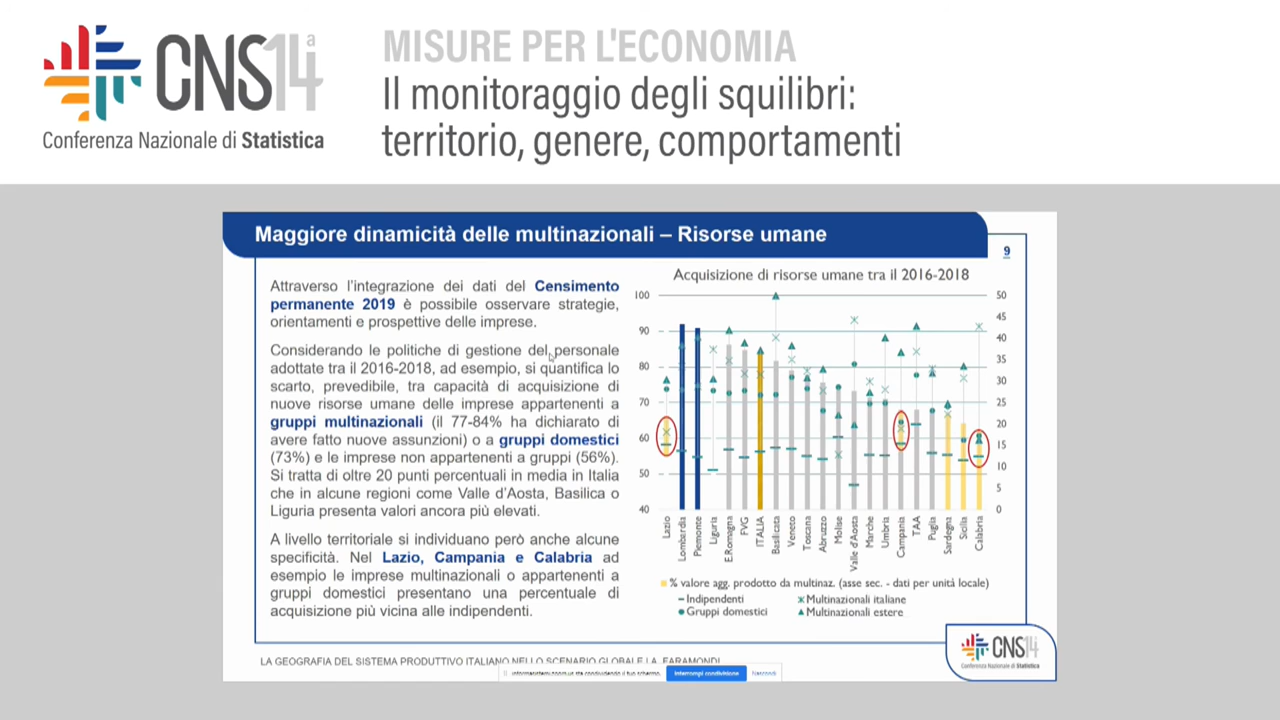 CNS14a
Conferenza Nazionale di Statistica
MISURE PER L'ECONOMIA
Il monitoraggio degli squilibri:
territorio, genere, comportamenti
Maggiore dinamicità delle multinazionali – Risorse umane
9
Attraverso l'integrazione dei dati del Censimento
permanente 2019 è possibile osservare strategie,
orientamenti e prospettive delle imprese.
Considerando le politiche di gestione del personale
adottate tra il 2016-2018, ad esempio, si quantifica lo
scarto, prevedibile, tra capacità di acquisizione di
nuove risorse umane delle imprese appartenenti a
gruppi multinazionali (il 77-84% ha dichiarato di
avere fatto nuove assunzioni) o a gruppi domestici
(73%) e le imprese non appartenenti a gruppi (56%).
Si tratta di oltre 20 punti percentuali in media in Italia
che in alcune regioni come Valle d'Aosta, Basilica o
Liguria presenta valori ancora più elevati.
A livello territoriale si individuano però anche alcune
specificità. Nel Lazio, Campania e Calabria ad
esempio le imprese multinazionali o appartenenti a
gruppi domestici presentano una percentuale di
acquisizione più vicina alle indipendenti.
Acquisizione di risorse umane tra il 2016-2018
100
90
80
70
60
50
40
50
45
40
35
30
25
20
15
10
5
0
Lazio
Lombardia
Piemonte
Liguria
E.Romagna
FVG
ITALIA
Basilicata
Veneto
Toscana
Abruzzo
Molise
Valle d'Aosta
Marche
Umbria
Campania
TAA
Puglia
Sardegna
Sicilia
Calabria
% valore agg. prodotto da multinaz. (asse sec. - dati per unità locale)
Indipendenti
Multinazionali italiane
Gruppi domestici
Multinazionali estere
CNS14
Conferenza Nazionale di Statistica
LA GEOGRAFIA DEL SISTEMA PRODUTTIVO ITALIANO NELLO SCENARIO GLOBALE | A. FARAMONDI
sta condividendo il tuo schermo.
Interrompi condivisione
Nascondi